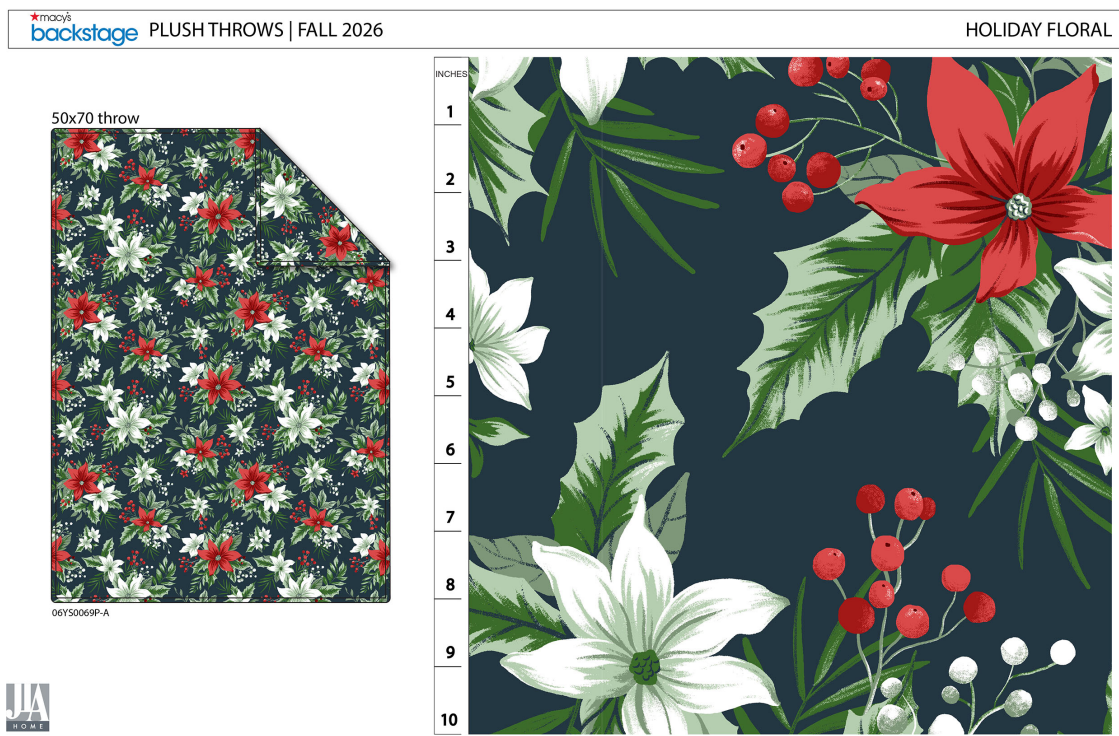 macy's
backstage PLUSH THROWS | FALL 2026
HOLIDAY FLORAL
50x70 throw
06YS0069P-A
INCHES
1
2
3
4
5
6
7
8
9
10
JLA
HOME